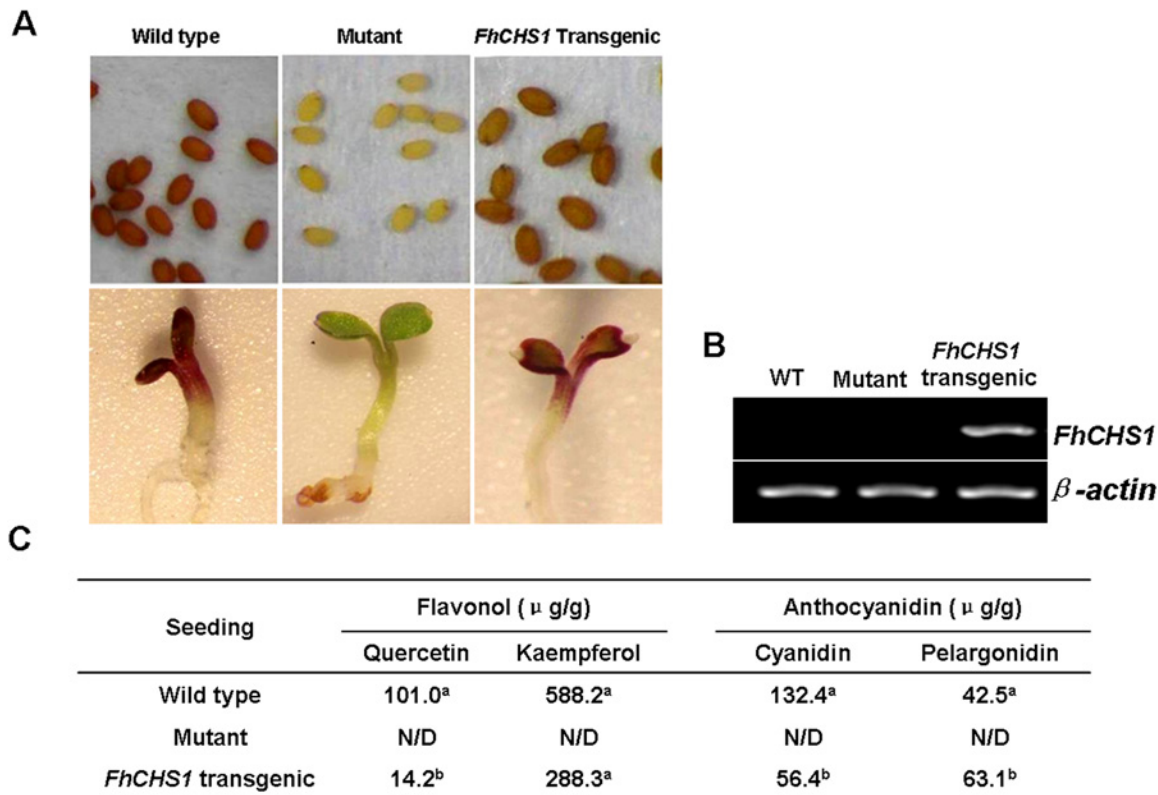 A
Wild type Mutant FhCHS1 Transgenic
B
WT Mutant FhCHS1 transgenic
FhCHS1
β-actin
C
Seeding Flavonol ( μ g/g) Anthocyanidin ( μ g/g)
Quercetin Kaempferol Cyanidin Pelargonidin
Wild type 101.0ᵃ 588.2ᵃ 132.4ᵃ 42.5ᵃ
Mutant N/D N/D N/D N/D
FhCHS1 transgenic 14.2ᵇ 288.3ᵃ 56.4ᵇ 63.1ᵇ